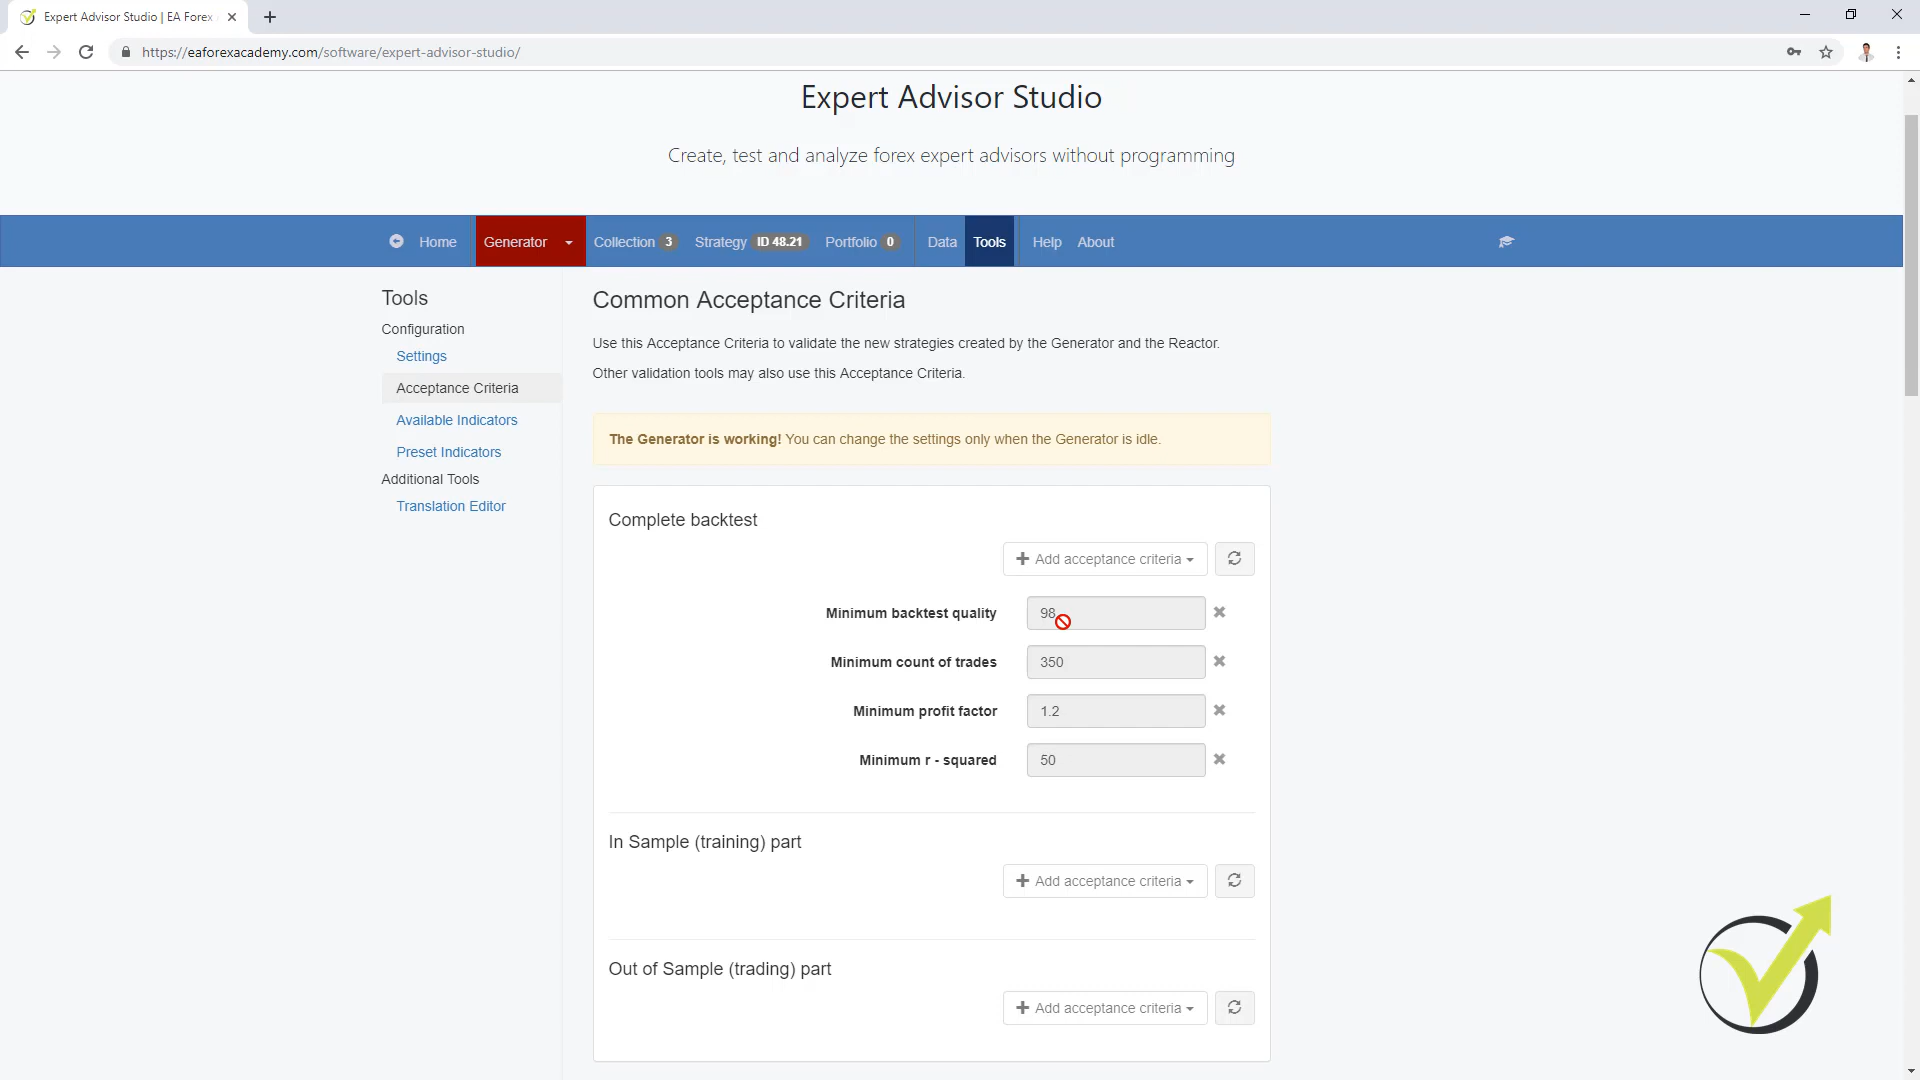 Expert Advisor Studio | EA Forex
https://eaforexacademy.com/software/expert-advisor-studio/
Expert Advisor Studio
Create, test and analyze forex expert advisors without programming
Home Generator Collection 3 Strategy ID 48.21 Portfolio 0 Data Tools Help About
Tools
Configuration
Settings
Acceptance Criteria
Available Indicators
Preset Indicators
Additional Tools
Translation Editor
Common Acceptance Criteria
Use this Acceptance Criteria to validate the new strategies created by the Generator and the Reactor.
Other validation tools may also use this Acceptance Criteria.
The Generator is working! You can change the settings only when the Generator is idle.
Complete backtest
Add acceptance criteria
Minimum backtest quality 98
Minimum count of trades 350
Minimum profit factor 1.2
Minimum r - squared 50
In Sample (training) part
Add acceptance criteria
Out of Sample (trading) part
Add acceptance criteria